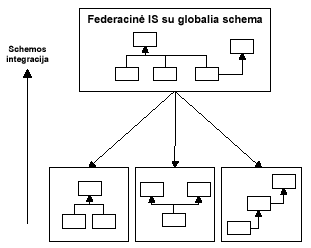 Federacinė IS su globalia schema
Schemos
integracija